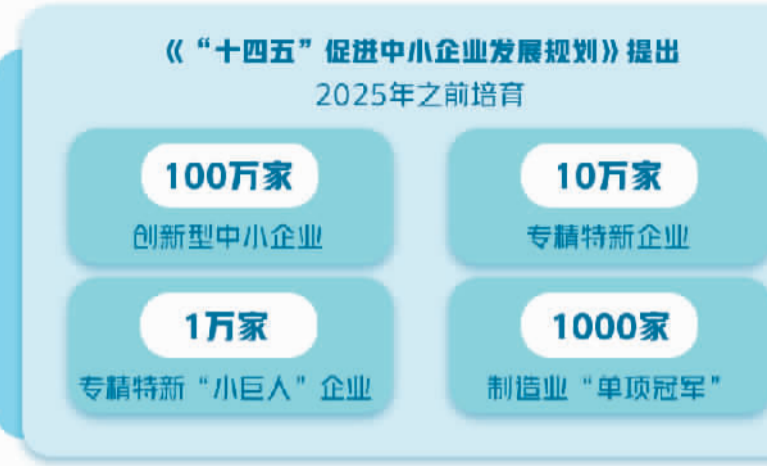 《“十四五”促进中小企业发展规划》提出
2025年之前培育
100万家
创新型中小企业
10万家
专精特新企业
1万家
专精特新“小巨人”企业
1000家
制造业“单项冠军”